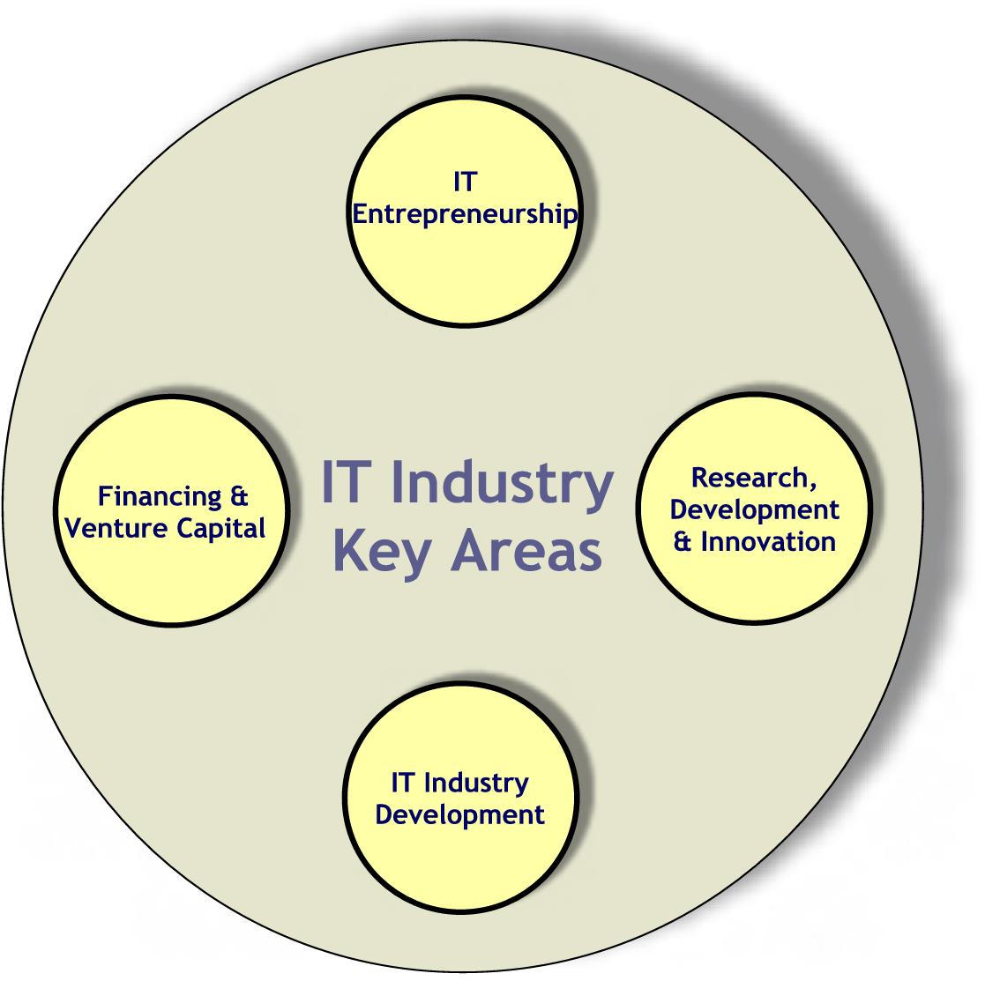 IT
Entrepreneurship
Financing &
Venture Capital
IT Industry
Key Areas
Research,
Development
& Innovation
IT Industry
Development